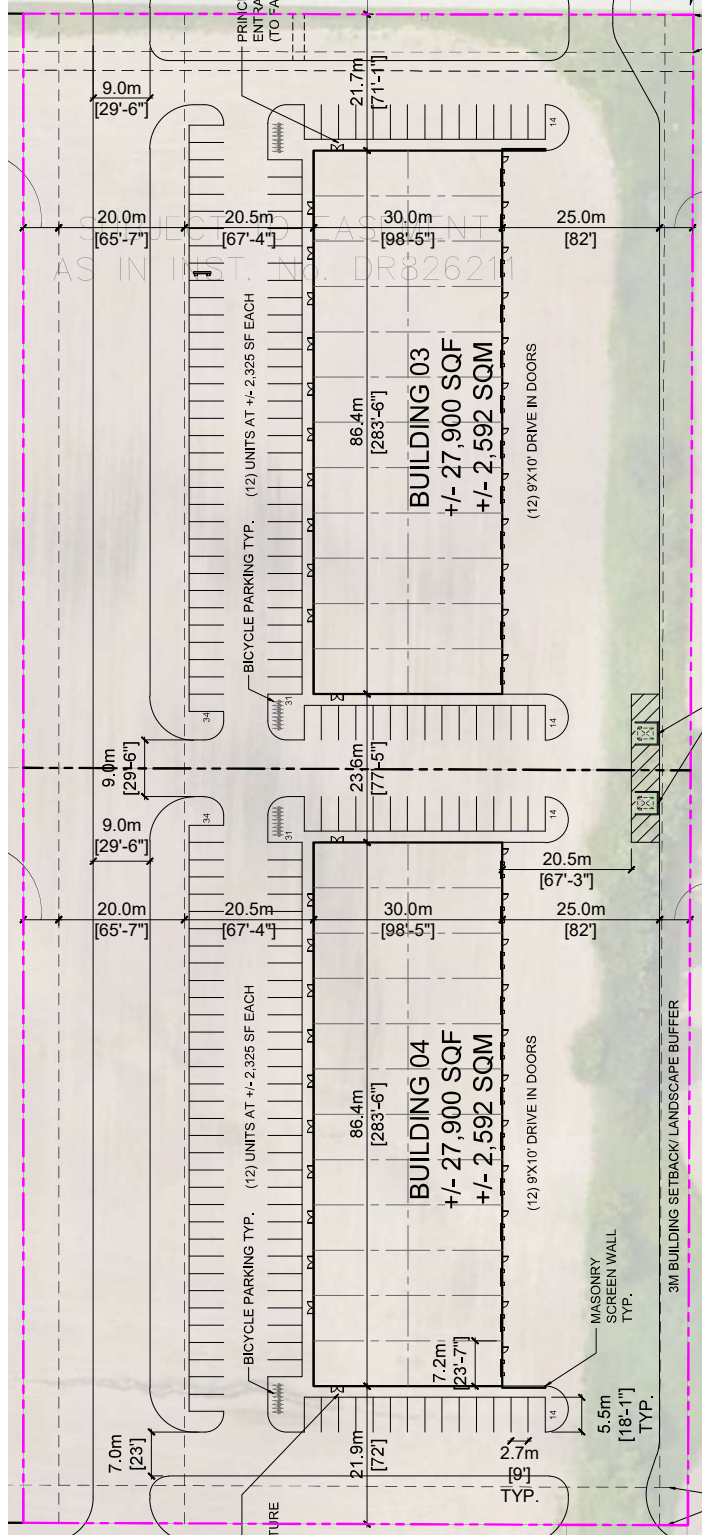 PRINC
ENTRA
(TO FA
9.0m
[29'-6"]
21.7m
[71'-1"]
14
20.0m
[65'-7"]
20.5m
[67'-4"]
30.0m
[98'-5"]
25.0m
[82']
SUBJECT TO EASEMENT
AS IN INST. No. DR826211
BICYCLE PARKING TYP.
(12) UNITS AT +/- 2,325 SF EACH
86.4m
[283'-6"]
BUILDING 03
+/- 27,900 SQF
+/- 2,592 SQM
(12) 9'X10' DRIVE IN DOORS
34
31
14
9.0m
[29'-6"]
23.6m
[77'-5"]
34
31
14
9.0m
[29'-6"]
20.5m
[67'-3"]
20.0m
[65'-7"]
20.5m
[67'-4"]
30.0m
[98'-5"]
25.0m
[82']
BICYCLE PARKING TYP.
(12) UNITS AT +/- 2,325 SF EACH
86.4m
[283'-6"]
BUILDING 04
+/- 27,900 SQF
+/- 2,592 SQM
(12) 9'X10' DRIVE IN DOORS
3M BUILDING SETBACK/ LANDSCAPE BUFFER
MASONRY
SCREEN WALL
TYP.
7.2m
[23'-7"]
14
5.5m
[18'-1"]
TYP.
7.0m
[23']
21.9m
[72']
2.7m
[9']
TYP.
TURE